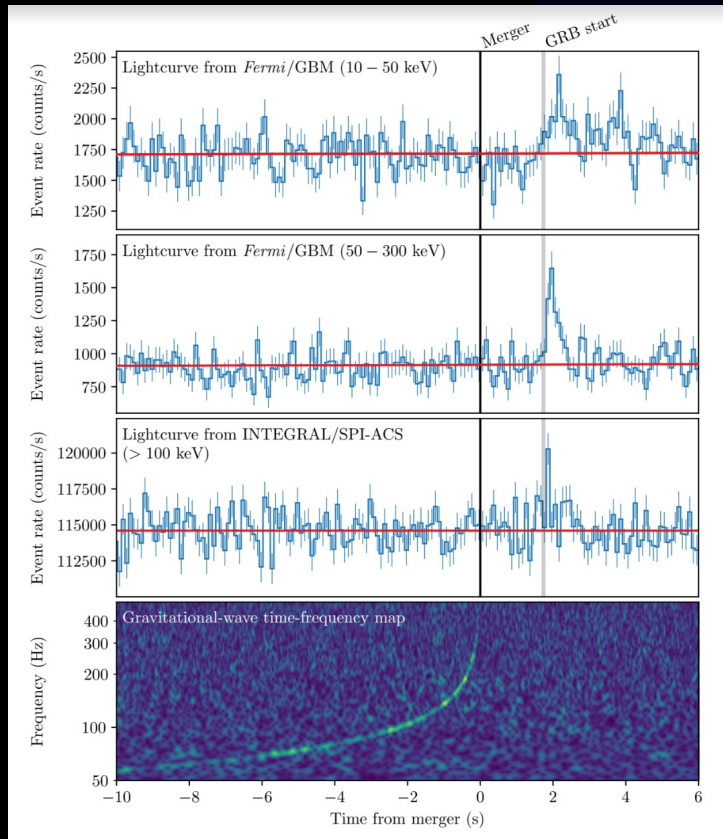 Merger
GRB start
Lightcurve from Fermi/GBM (10 − 50 keV)
Event rate (counts/s)
2500
2250
2000
1750
1500
1250
Lightcurve from Fermi/GBM (50 − 300 keV)
Event rate (counts/s)
1750
1500
1250
1000
750
Lightcurve from INTEGRAL/SPI-ACS
(> 100 keV)
Event rate (counts/s)
120000
117500
115000
112500
Gravitational-wave time-frequency map
Frequency (Hz)
400
300
200
100
50
−10 −8 −6 −4 −2 0 2 4 6
Time from merger (s)